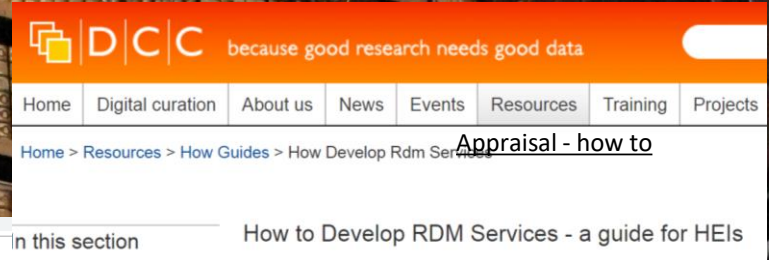 D|C|C because good research needs good data
Home Digital curation About us News Events Resources Training Projects
Appraisal - how to
Home > Resources > How Guides > How Develop Rdm Services
In this section
How to Develop RDM Services - a guide for HEIs